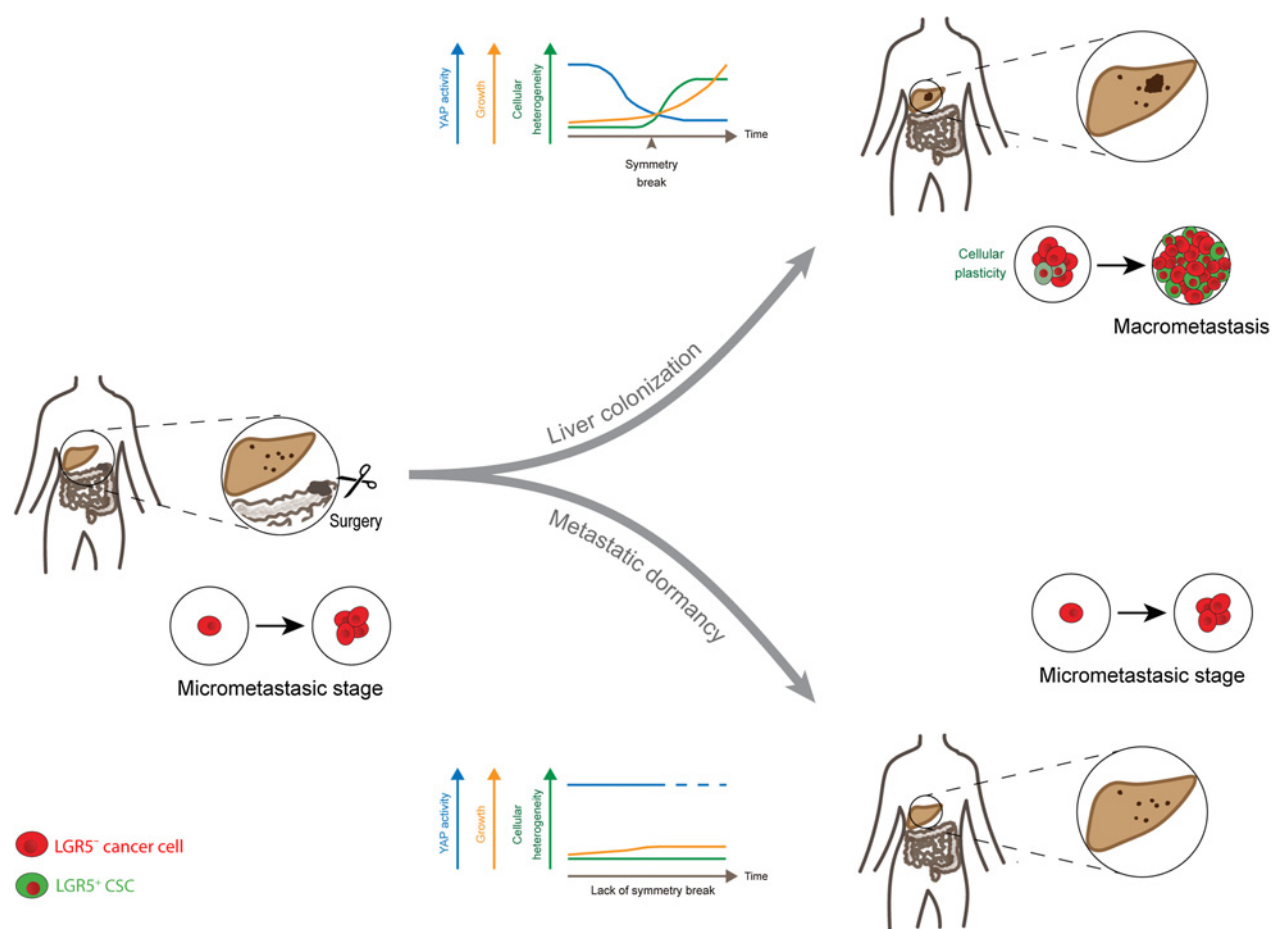 YAP activity
Growth
Cellular
heterogeneity
Time
Symmetry
break
Cellular
plasticity
Macrometastasis
Liver colonization
Surgery
Metastatic dormancy
Micrometastasic stage
Micrometastasic stage
YAP activity
Growth
Cellular
heterogeneity
Time
Lack of symmetry break
LGR5⁻ cancer cell
LGR5⁺ CSC